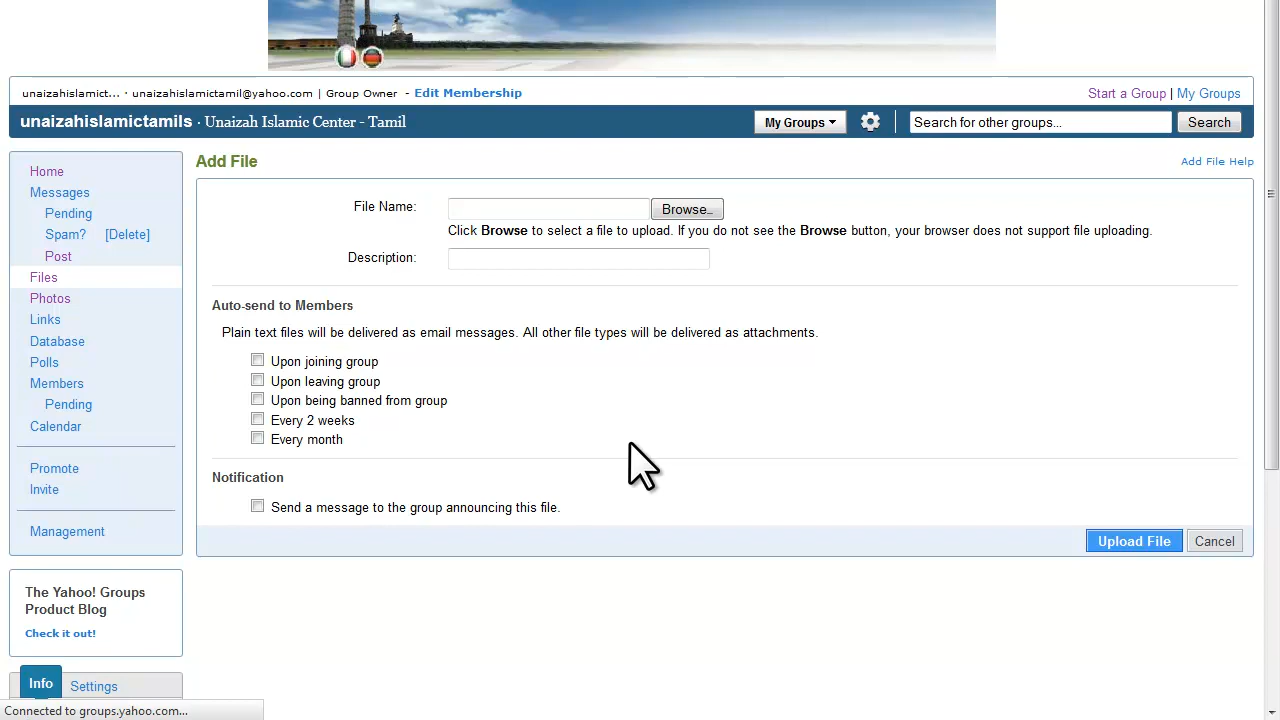 unaizahislamict... · unaizahislamictamil@yahoo.com | Group Owner - Edit Membership
Start a Group | My Groups
unaizahislamictamils · Unaizah Islamic Center - Tamil
My Groups
Search for other groups...
Search
Home
Messages
Pending
Spam? [Delete]
Post
Files
Photos
Links
Database
Polls
Members
Pending
Calendar
Promote
Invite
Management
The Yahoo! Groups
Product Blog
Check it out!
Info
Settings
Add File
Add File Help
File Name:
Browse...
Click Browse to select a file to upload. If you do not see the Browse button, your browser does not support file uploading.
Description:
Auto-send to Members
Plain text files will be delivered as email messages. All other file types will be delivered as attachments.
Upon joining group
Upon leaving group
Upon being banned from group
Every 2 weeks
Every month
Notification
Send a message to the group announcing this file.
Upload File
Cancel
Connected to groups.yahoo.com...